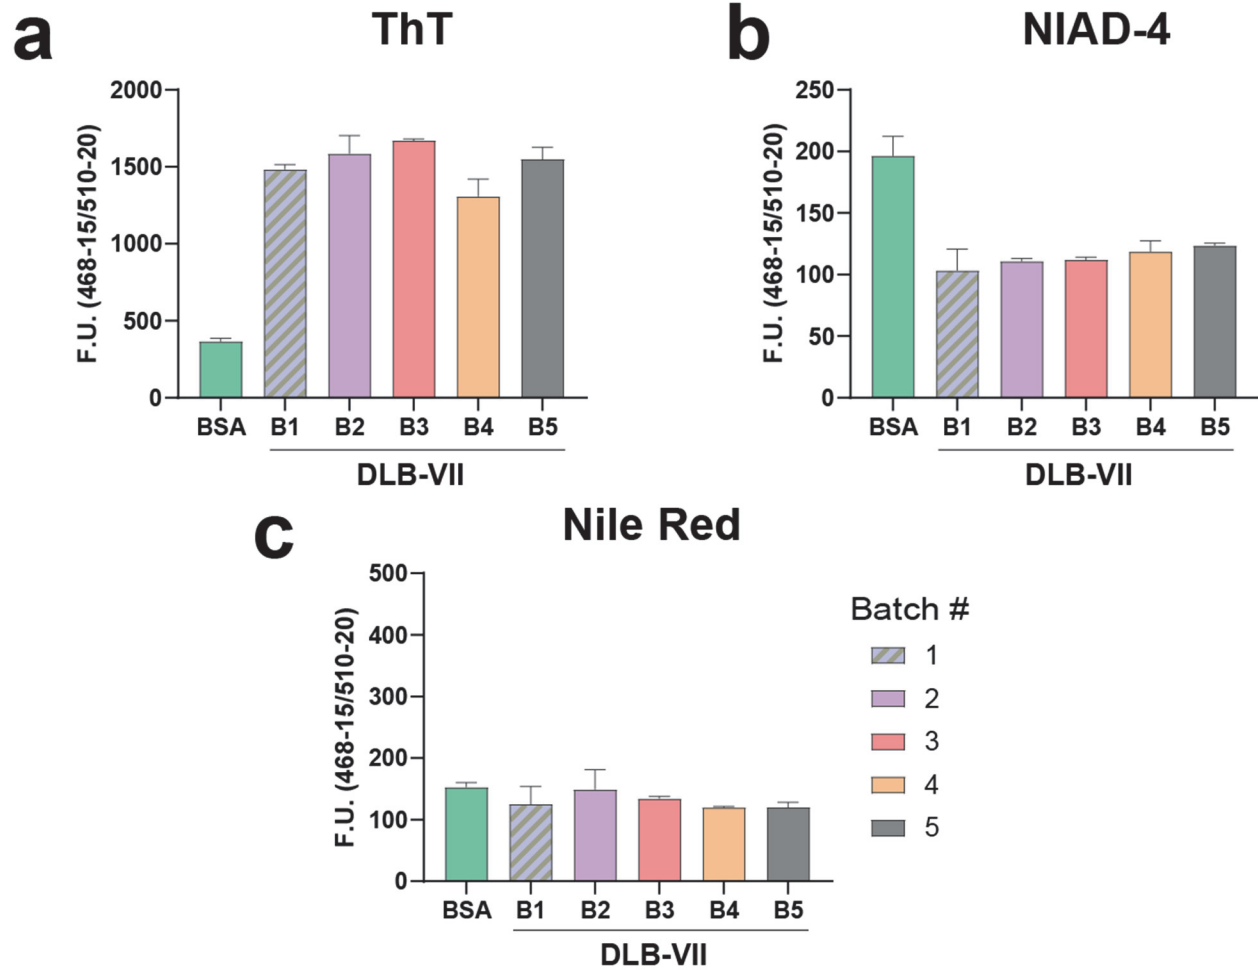 a
ThT
F.U. (468-15/510-20)
2000
1500
1000
500
0
BSA B1 B2 B3 B4 B5
DLB-VII
b
NIAD-4
F.U. (468-15/510-20)
250
200
150
100
50
0
BSA B1 B2 B3 B4 B5
DLB-VII
c
Nile Red
F.U. (468-15/510-20)
500
400
300
200
100
0
BSA B1 B2 B3 B4 B5
DLB-VII
Batch #
1
2
3
4
5